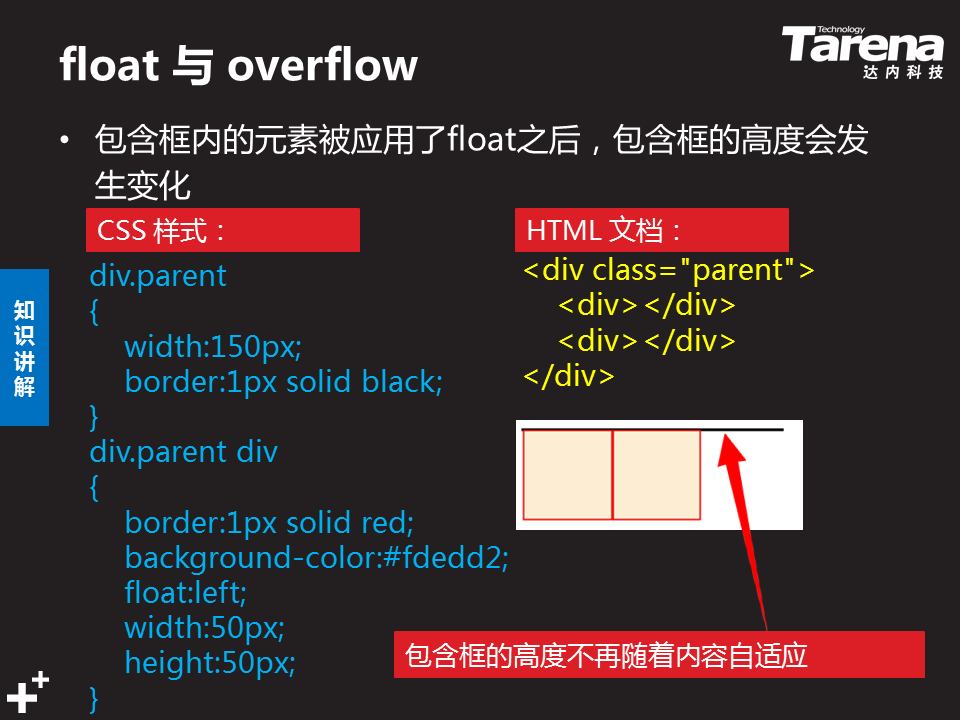 float 与 overflow
Technology
Tarena
达内科技
• 包含框内的元素被应用了float之后，包含框的高度会发
生变化
CSS 样式：
div.parent
{
width:150px;
border:1px solid black;
}
div.parent div
{
border:1px solid red;
background-color:#fdedd2;
float:left;
width:50px;
height:50px;
}
HTML 文档：
<div class="parent">
<div></div>
<div></div>
</div>
包含框的高度不再随着内容自适应
知
识
讲
解